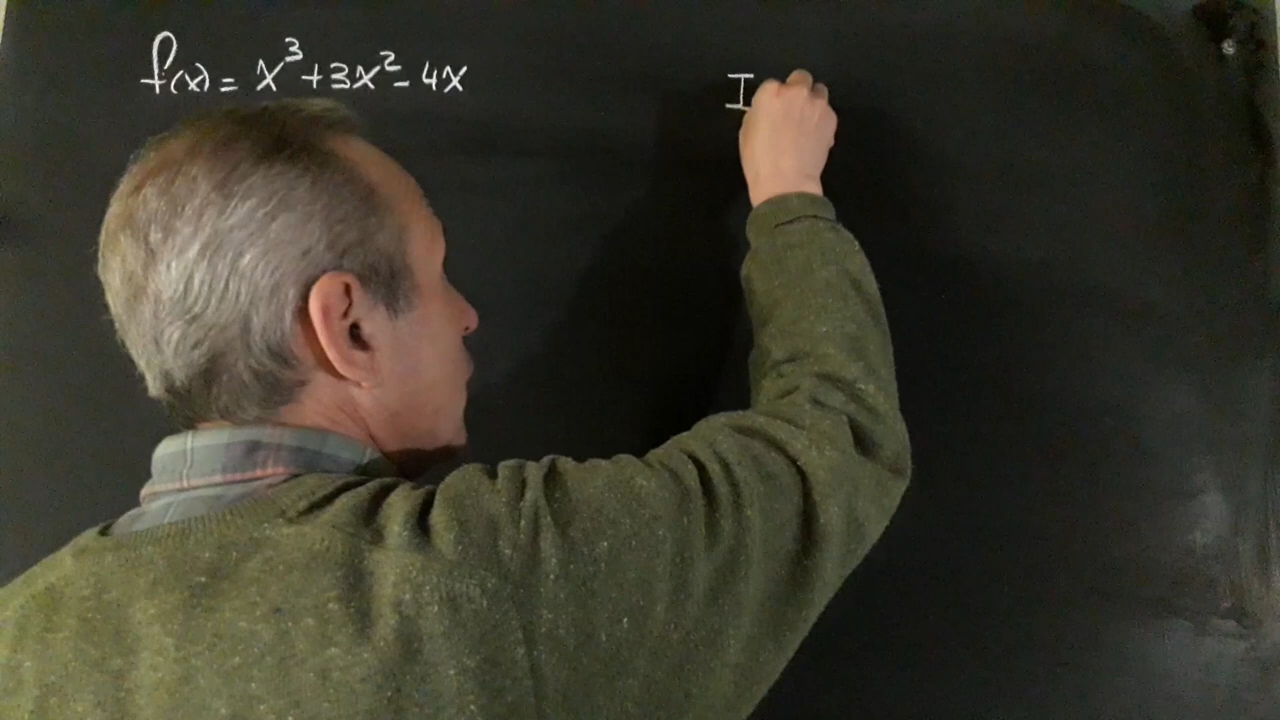 f(x) = x³ + 3x² - 4x
I